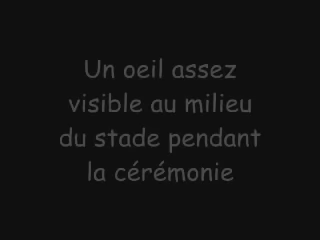 Un oeil assez
visible au milieu
du stade pendant
la cérémonie